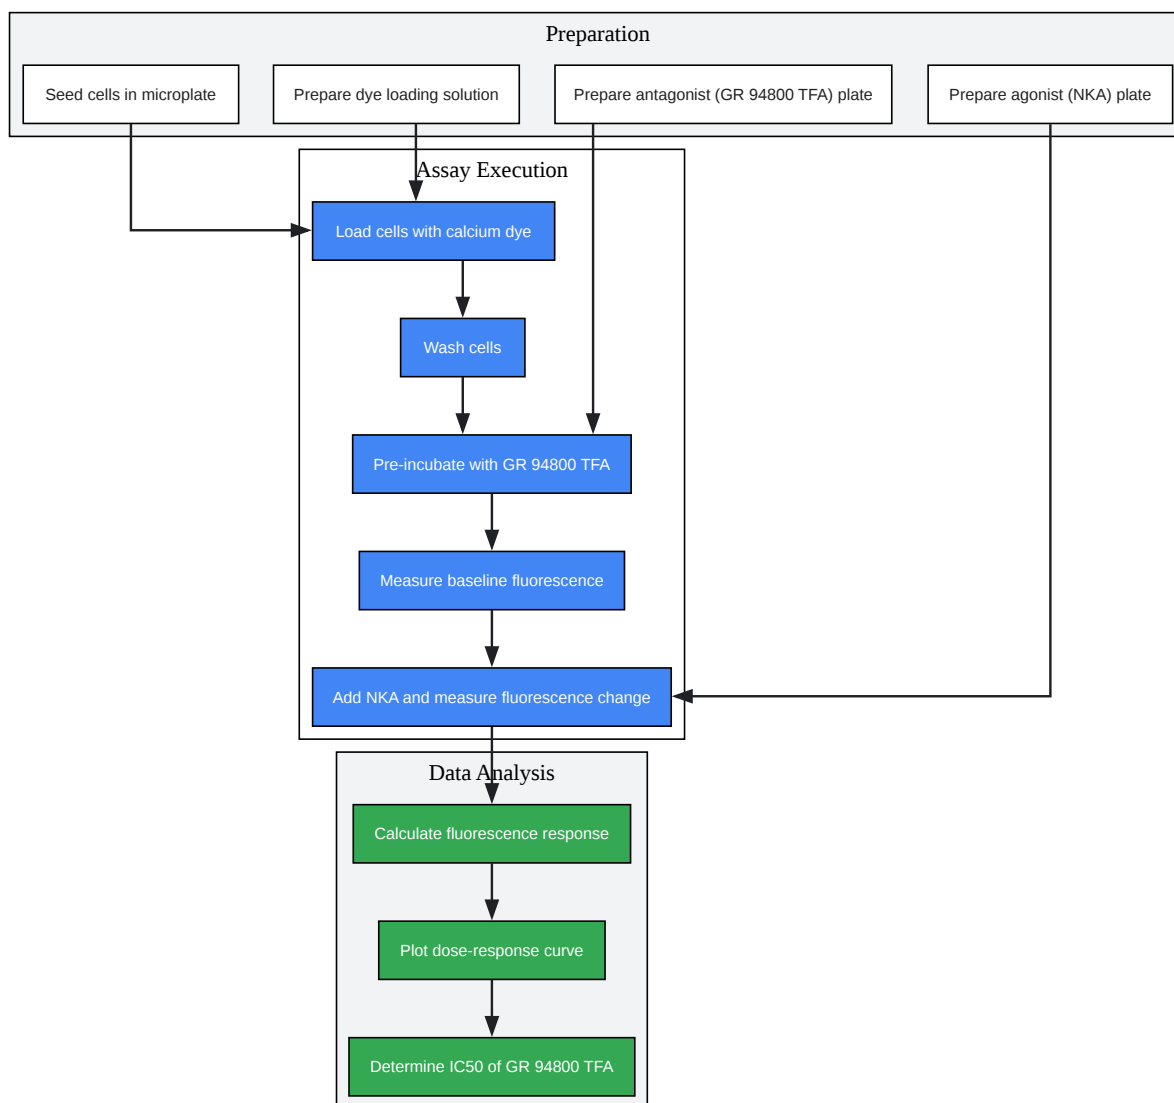 Preparation
Seed cells in microplate
Prepare dye loading solution
Prepare antagonist (GR 94800 TFA) plate
Prepare agonist (NKA) plate
Assay Execution
Load cells with calcium dye
Wash cells
Pre-incubate with GR 94800 TFA
Measure baseline fluorescence
Add NKA and measure fluorescence change
Data Analysis
Calculate fluorescence response
Plot dose-response curve
Determine IC50 of GR 94800 TFA